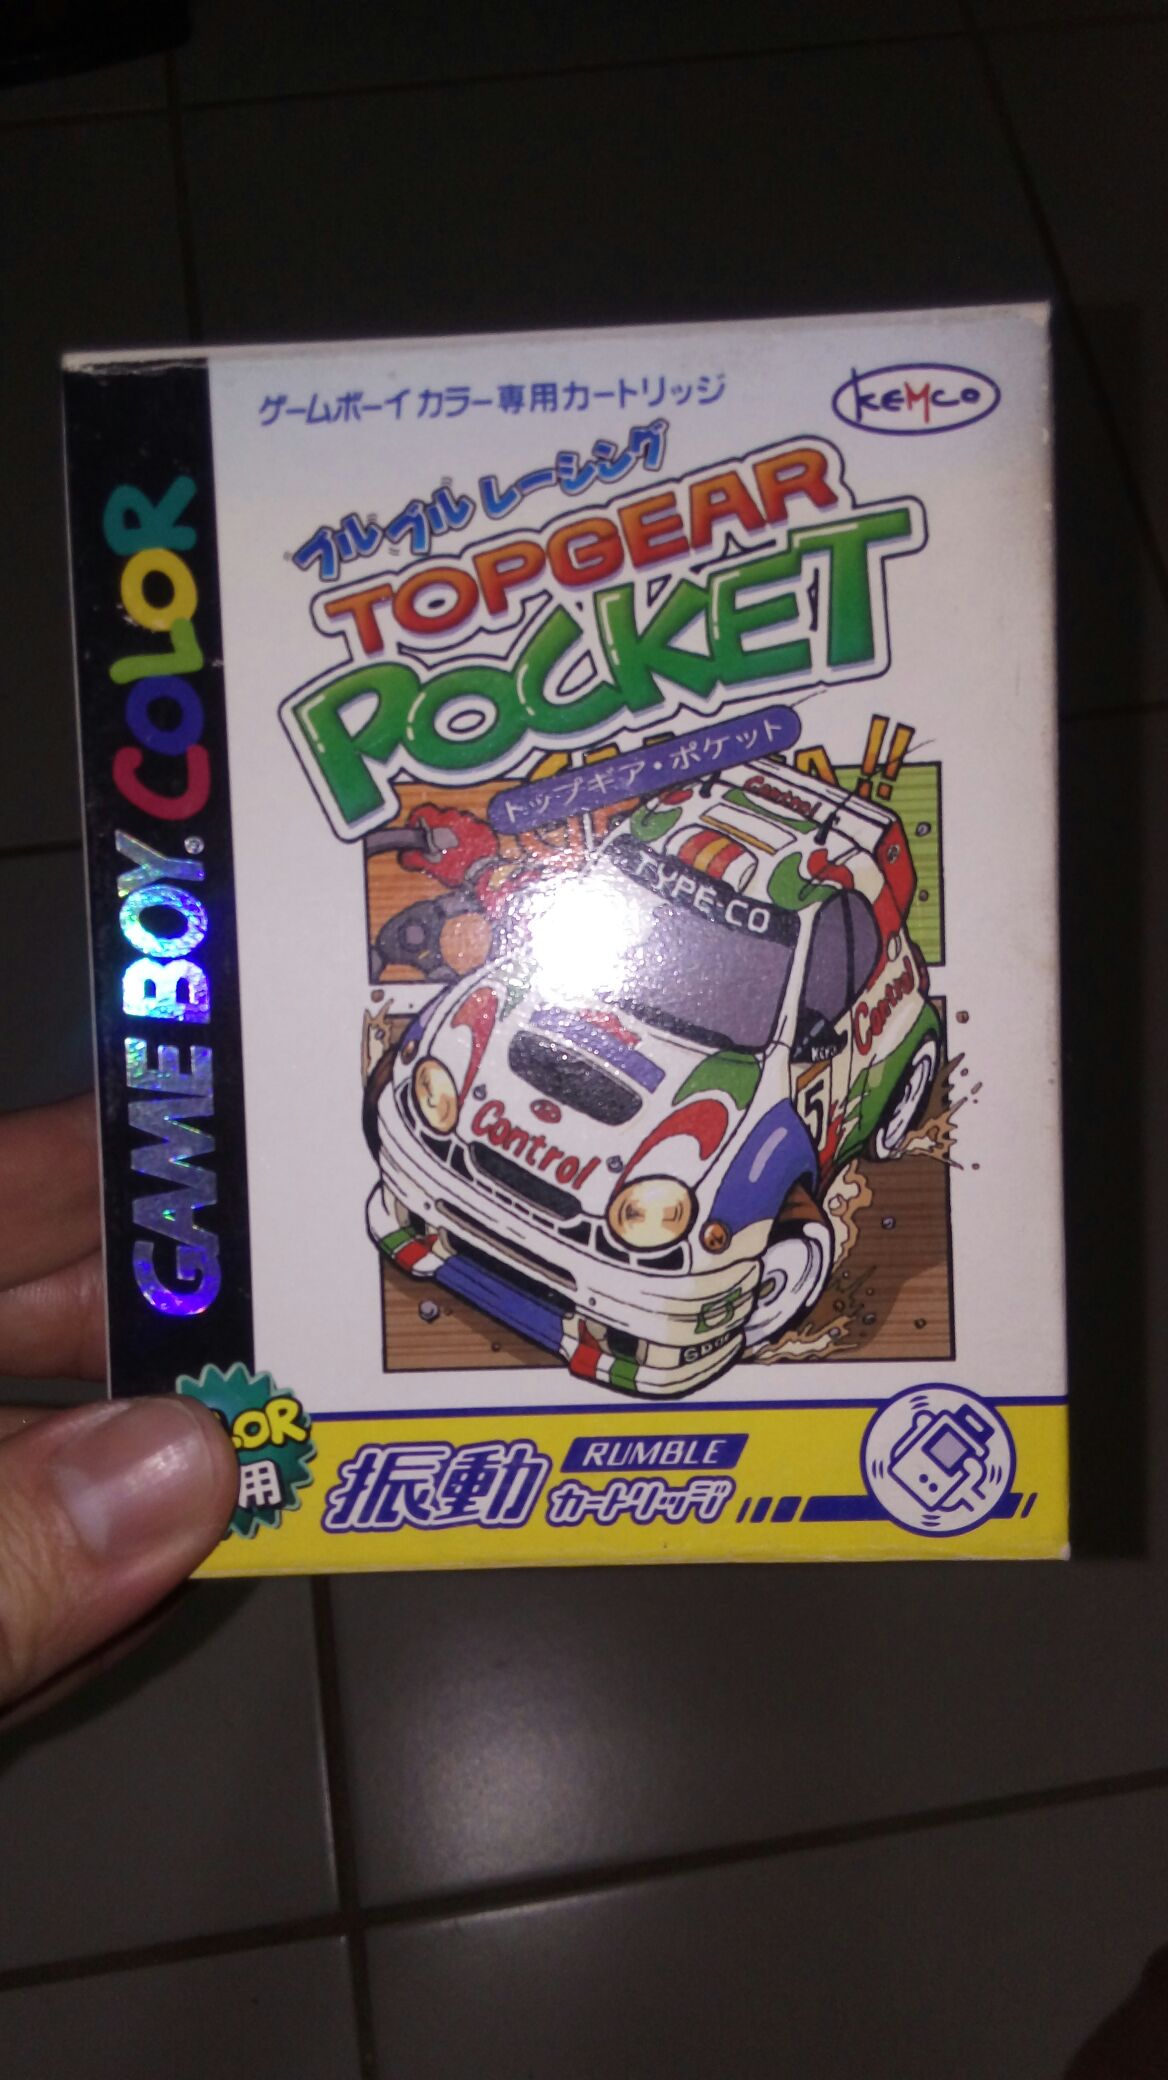 ゲームボーイカラー専用カートリッジ
KEMCO
ブルブルレーシング
TOPGEAR
POCKET
トップギア・ポケット
GAME BOY COLOR
Control
TYPE-CO
Control
5
Control
用
振動
RUMBLE
カートリッジ